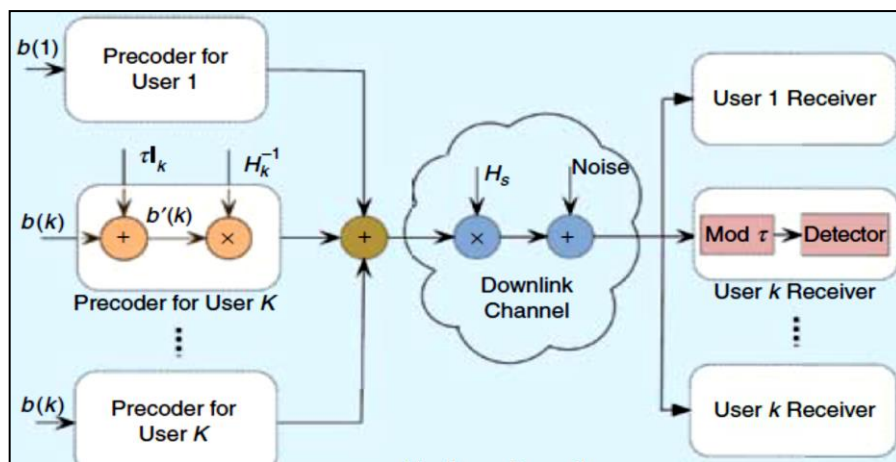 b(1)
Precoder for
User 1
τI_k
H_k^{-1}
b(k)
+
b'(k)
×
Precoder for User K
b(k)
Precoder for
User K
+
H_s
Noise
×
+
Downlink
Channel
User 1 Receiver
Mod τ
Detector
User k Receiver
User k Receiver